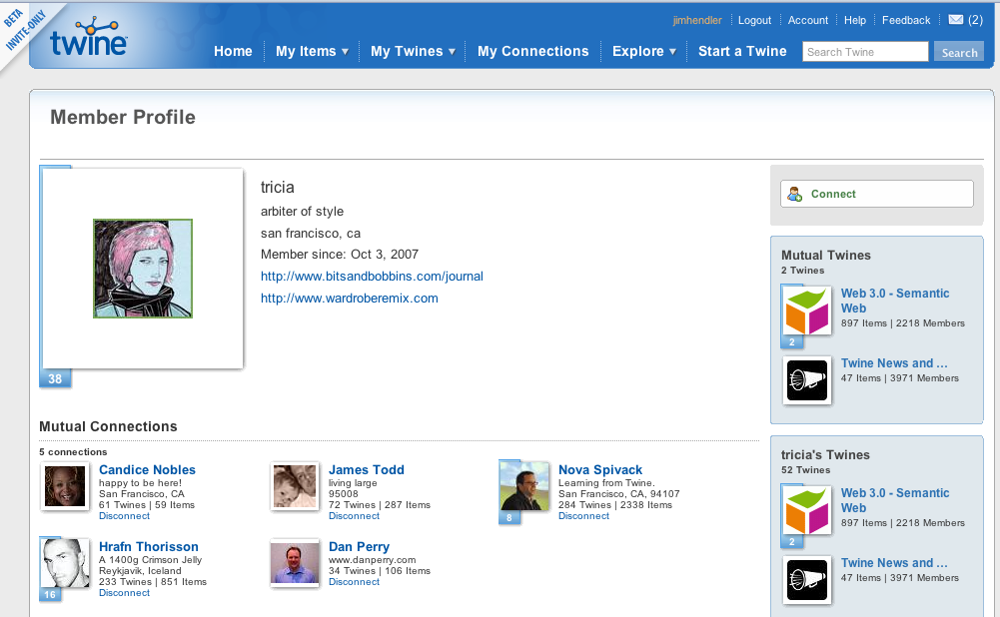 BETA
INVITE-ONLY
twine
jimhendler Logout Account Help Feedback (2)
Home My Items My Twines My Connections Explore Start a Twine Search Twine Search
Member Profile
tricia
arbiter of style
san francisco, ca
Member since: Oct 3, 2007
http://www.bitsandbobbins.com/journal
http://www.wardroberemix.com
38
Connect
Mutual Twines
2 Twines
Web 3.0 - Semantic
Web
897 Items | 2218 Members
2
Twine News and ...
47 Items | 3971 Members
Mutual Connections
5 connections
Candice Nobles
happy to be here!
San Francisco, CA
61 Twines | 59 Items
Disconnect
James Todd
living large
95008
72 Twines | 287 Items
Disconnect
Nova Spivack
Learning from Twine.
San Francisco, CA, 94107
284 Twines | 2338 Items
Disconnect
8
Hrafn Thorisson
A 1400g Crimson Jelly
Reykjavik, Iceland
233 Twines | 851 Items
Disconnect
16
Dan Perry
www.danperry.com
34 Twines | 106 Items
Disconnect
tricia's Twines
52 Twines
Web 3.0 - Semantic
Web
897 Items | 2218 Members
2
Twine News and ...
47 Items | 3971 Members